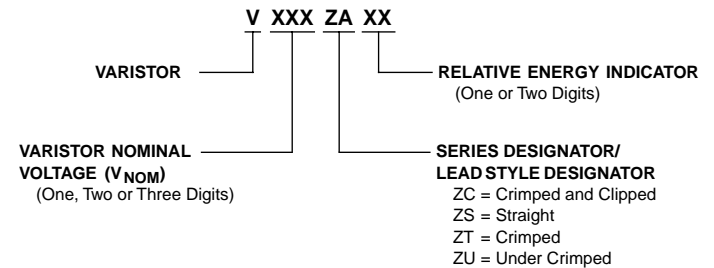 V XXX ZA XX
VARISTOR
RELATIVE ENERGY INDICATOR
(One or Two Digits)
VARISTOR NOMINAL
VOLTAGE (VNOM)
(One, Two or Three Digits)
SERIES DESIGNATOR/
LEAD STYLE DESIGNATOR
ZC = Crimped and Clipped
ZS = Straight
ZT = Crimped
ZU = Under Crimped